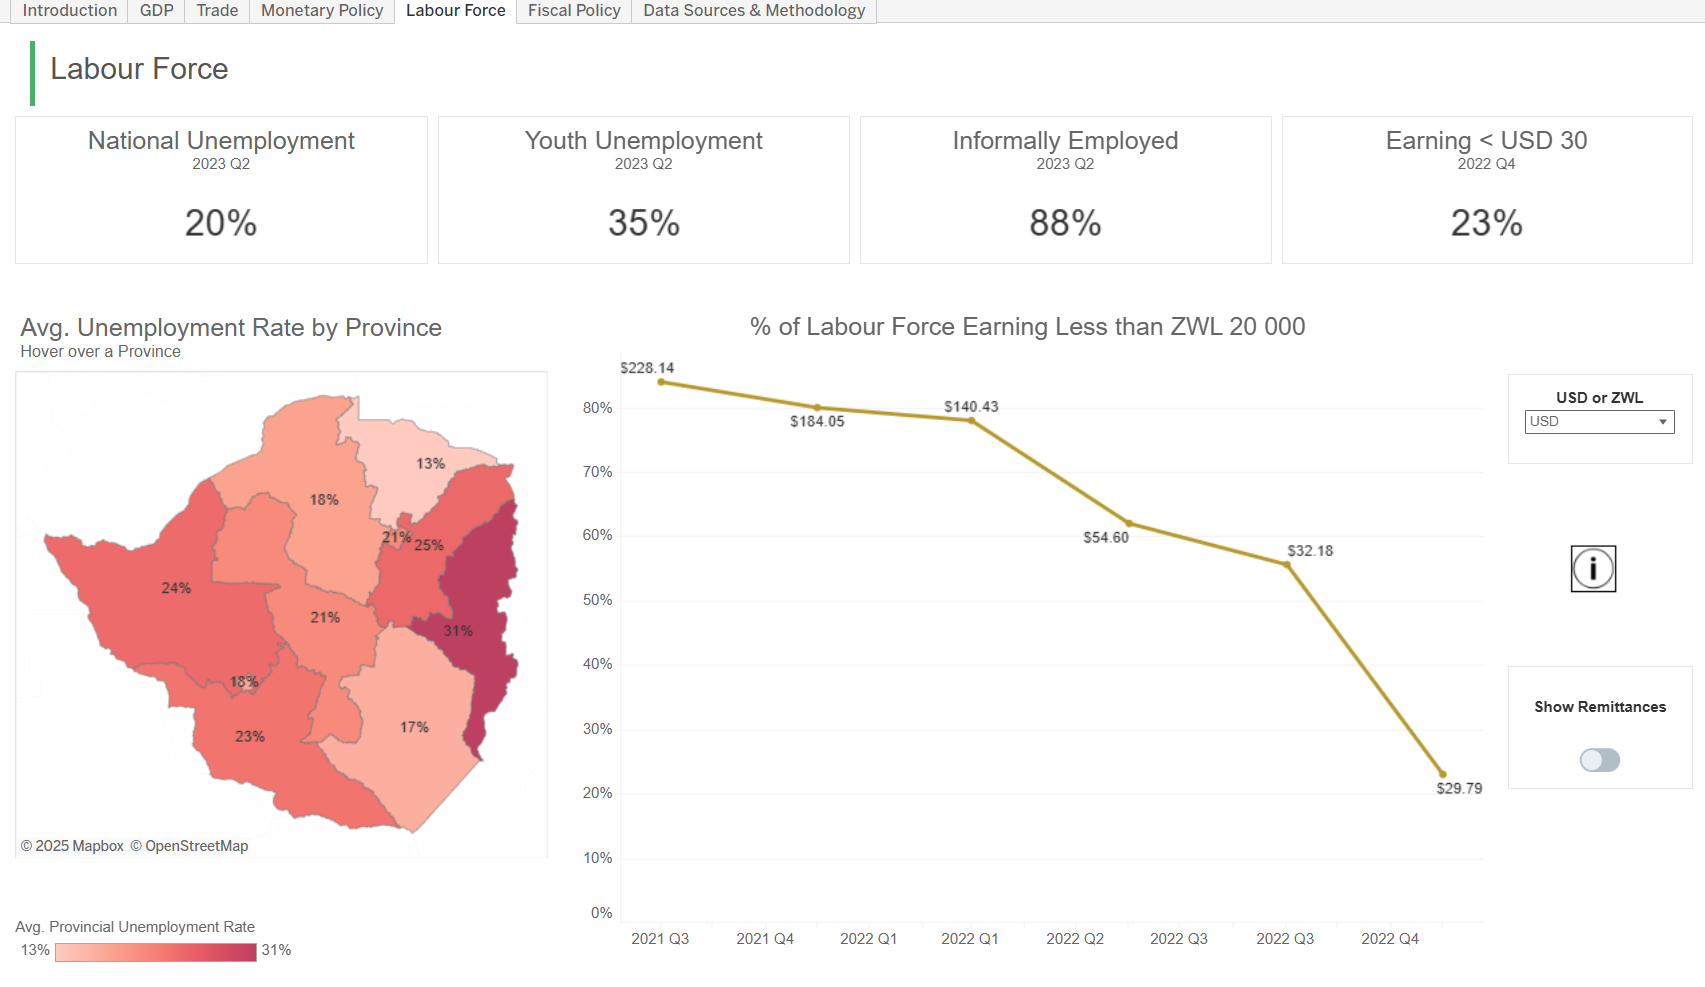 Introduction
GDP
Trade
Monetary Policy
Labour Force
Fiscal Policy
Data Sources & Methodology
Labour Force
National Unemployment
2023 Q2
20%
Youth Unemployment
2023 Q2
35%
Informally Employed
2023 Q2
88%
Earning < USD 30
2022 Q4
23%
Avg. Unemployment Rate by Province
Hover over a Province
13%
18%
21%
25%
24%
21%
31%
18%
17%
23%
© 2025 Mapbox © OpenStreetMap
Avg. Provincial Unemployment Rate
13%
31%
% of Labour Force Earning Less than ZWL 20 000
$228.14
$184.05
$140.43
$54.60
$32.18
$29.79
80%
70%
60%
50%
40%
30%
20%
10%
0%
2021 Q3
2021 Q4
2022 Q1
2022 Q1
2022 Q2
2022 Q3
2022 Q3
2022 Q4
USD or ZWL
USD
i
Show Remittances